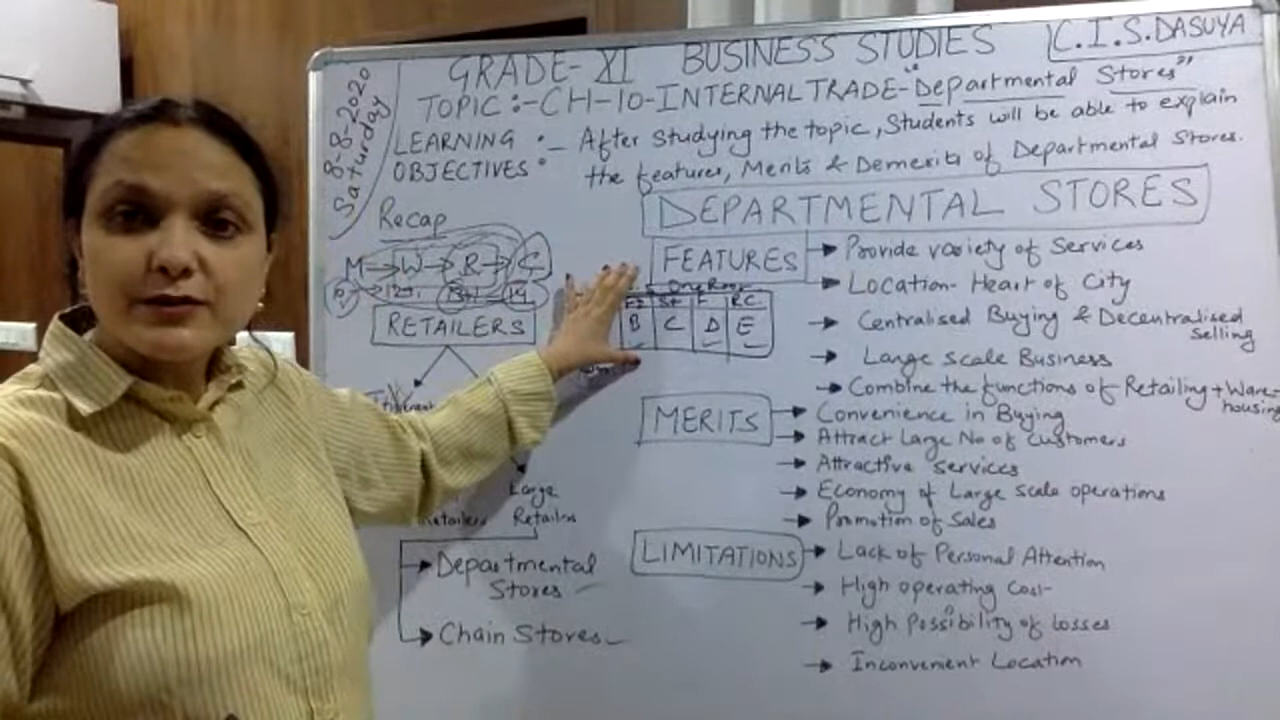 GRADE-XI BUSINESS STUDIES
C.I.S. DASUYA
8-8-2020
Saturday
TOPIC:-CH-10-INTERNAL TRADE-"Departmental Stores"
LEARNING OBJECTIVES :- After studying the topic, Students will be able to explain
the features, Merits & Demerits of Departmental Stores.
Recap
M→W→R→C
RETAILERS
Large
Retailers
Retailers
→Departmental
Stores
→Chain Stores
DEPARTMENTAL STORES
FEATURES
→Provide variety of Services
→Location-Heart of City
→Centralised Buying & Decentralised
Selling
→Large scale Business
→Combine the functions of Retailing + Ware-
housing
B C D E
MERITS
→Convenience in Buying
→Attract Large No of customers
→Attractive services
→Economy of Large scale operations
→Promotion of Sales
LIMITATIONS
→Lack of Personal Attention
→High operating Cost
→High Possibility of losses
→Inconvenient Location